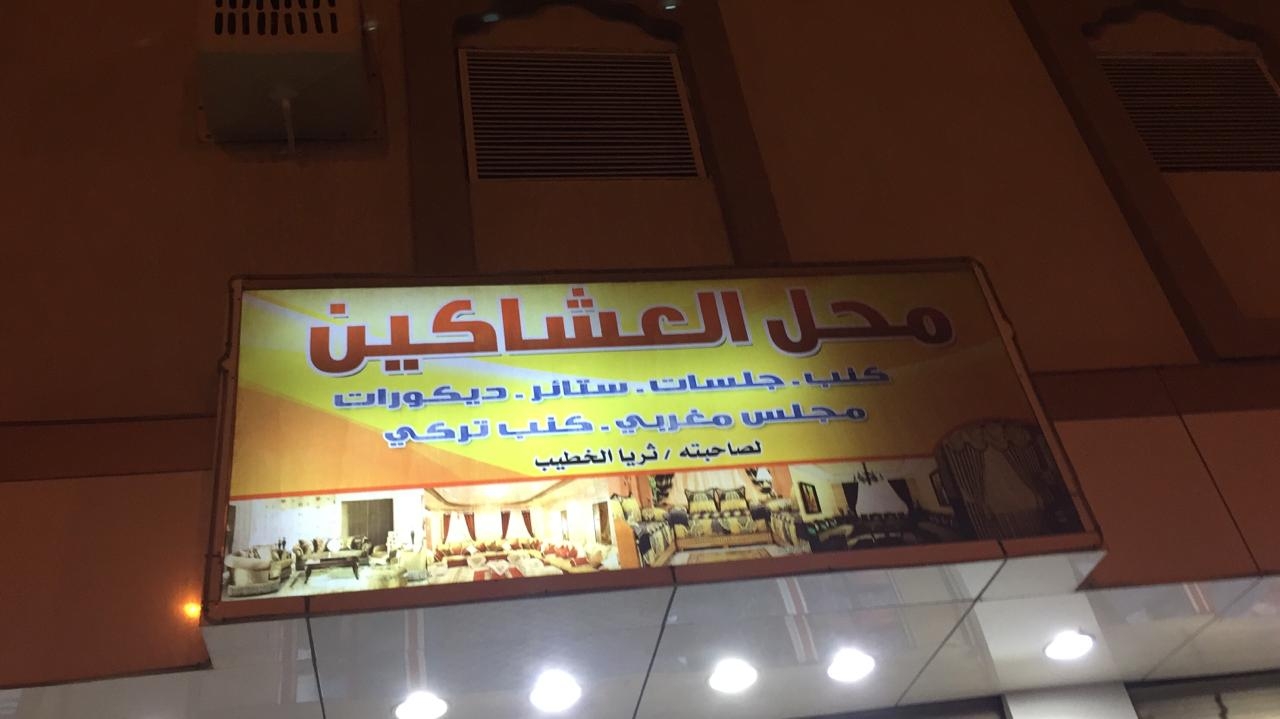 محل العشاكين
كنب . جلسات . ستائر . ديكورات
مجلس مغربي . كنب تركي
لصاحبته / ثريا الخطيب